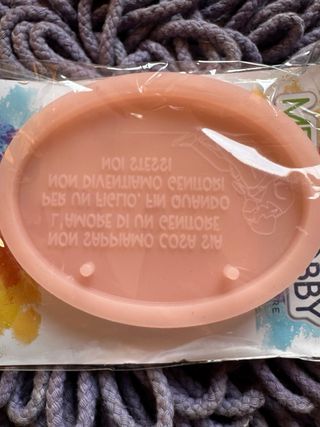 NON SAPPIAMO COSA SIA
L'AMORE DI UN GENITORE
PER UN FIGLIO, FIN QUANDO
NON DIVENTIAMO GENITORI
NOI STESSI